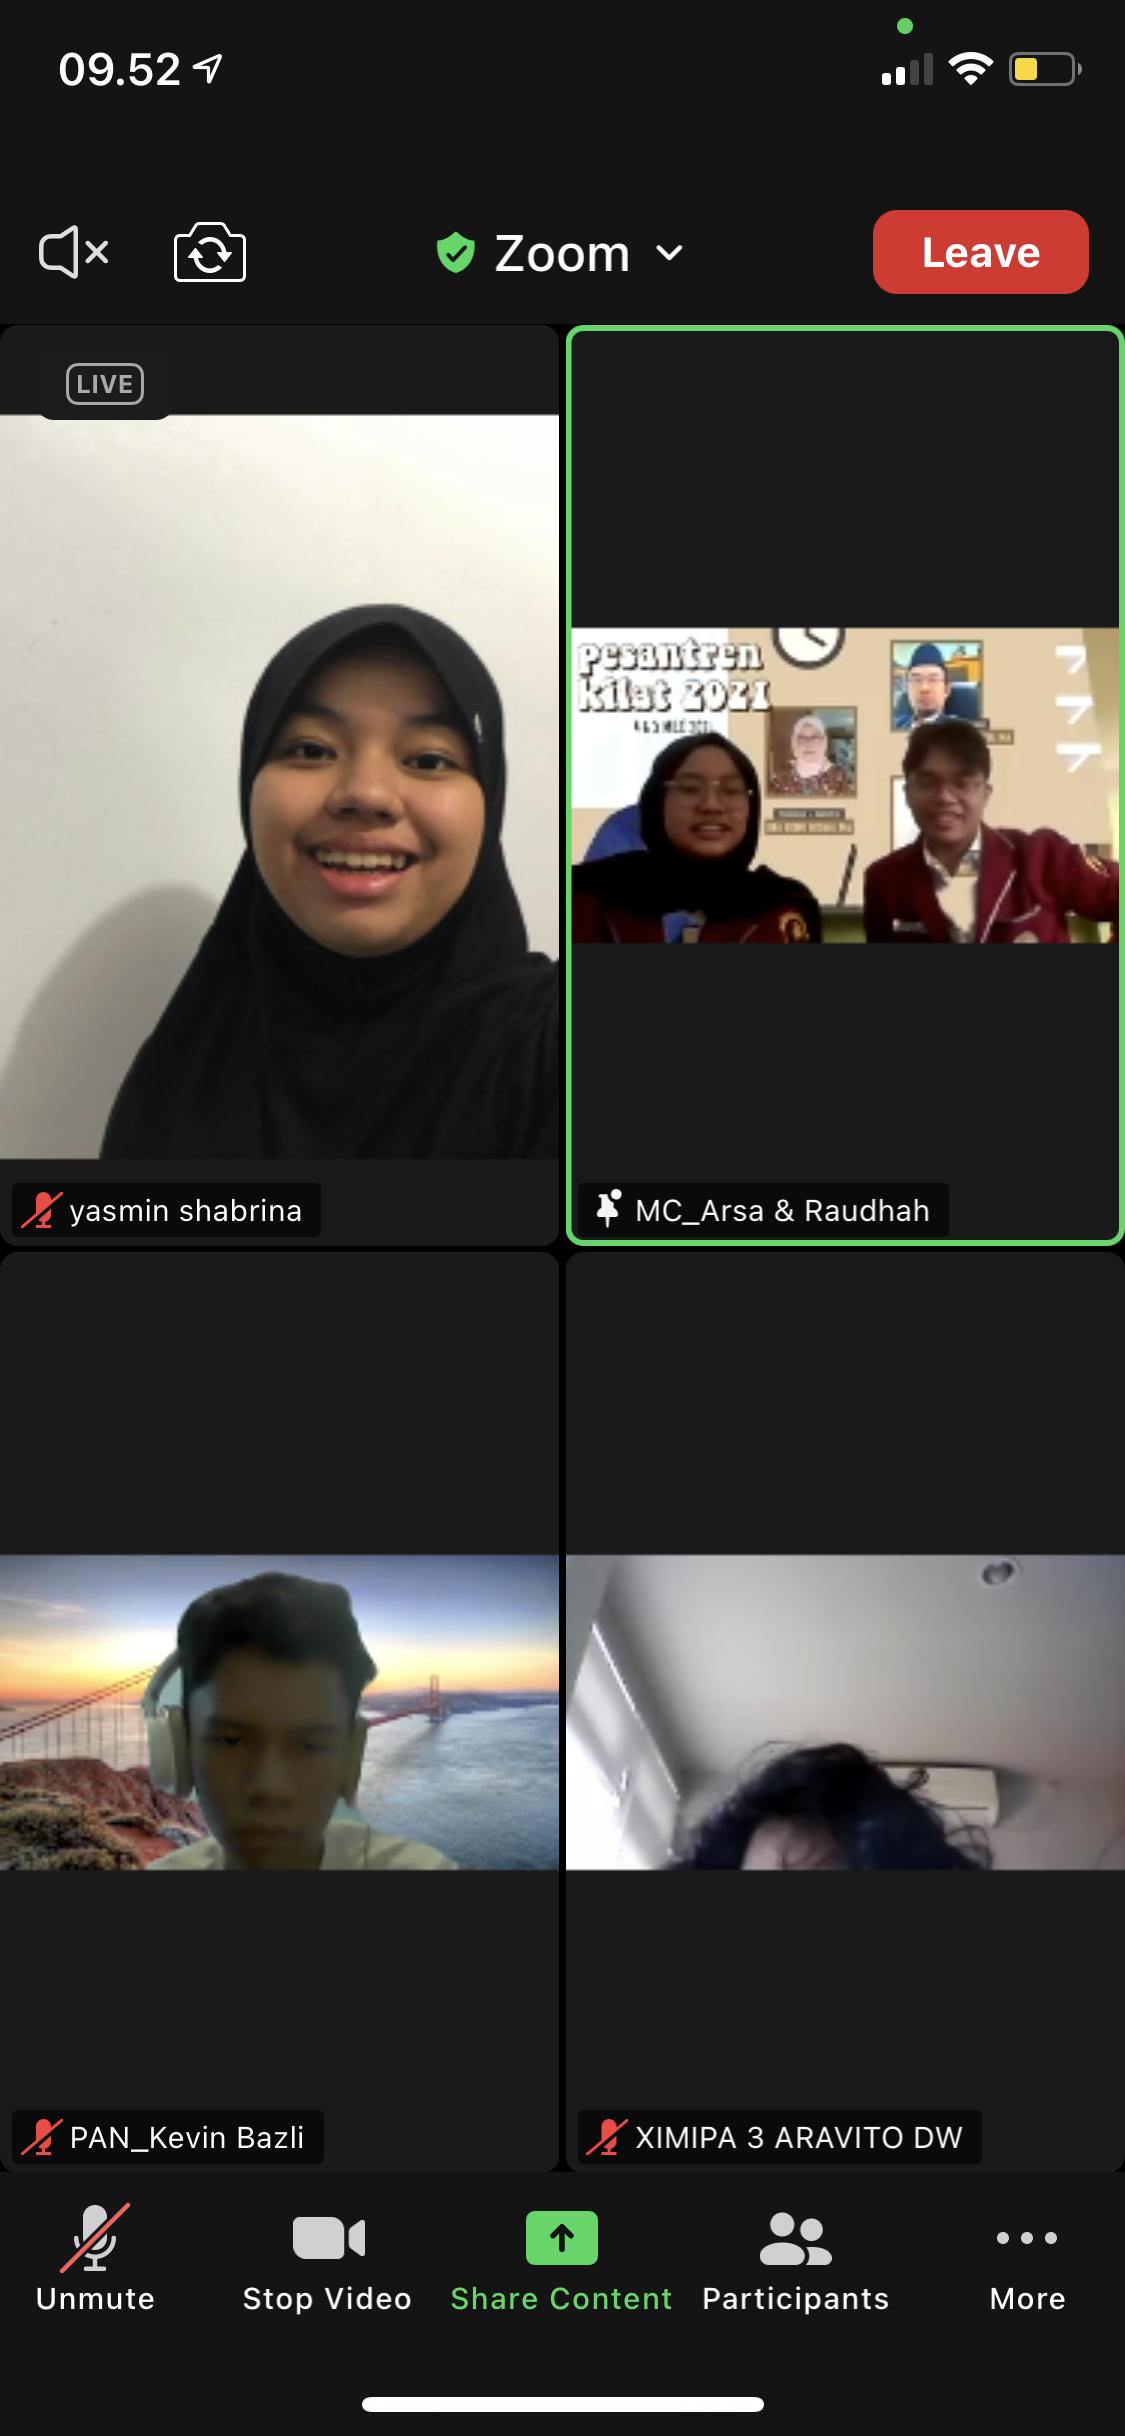 09.52
Zoom
Leave
LIVE
pesantren
kilat 2021
yasmin shabrina
MC_Arsa & Raudhah
PAN_Kevin Bazli
XIMIPA 3 ARAVITO DW
Unmute
Stop Video
Share Content
Participants
More